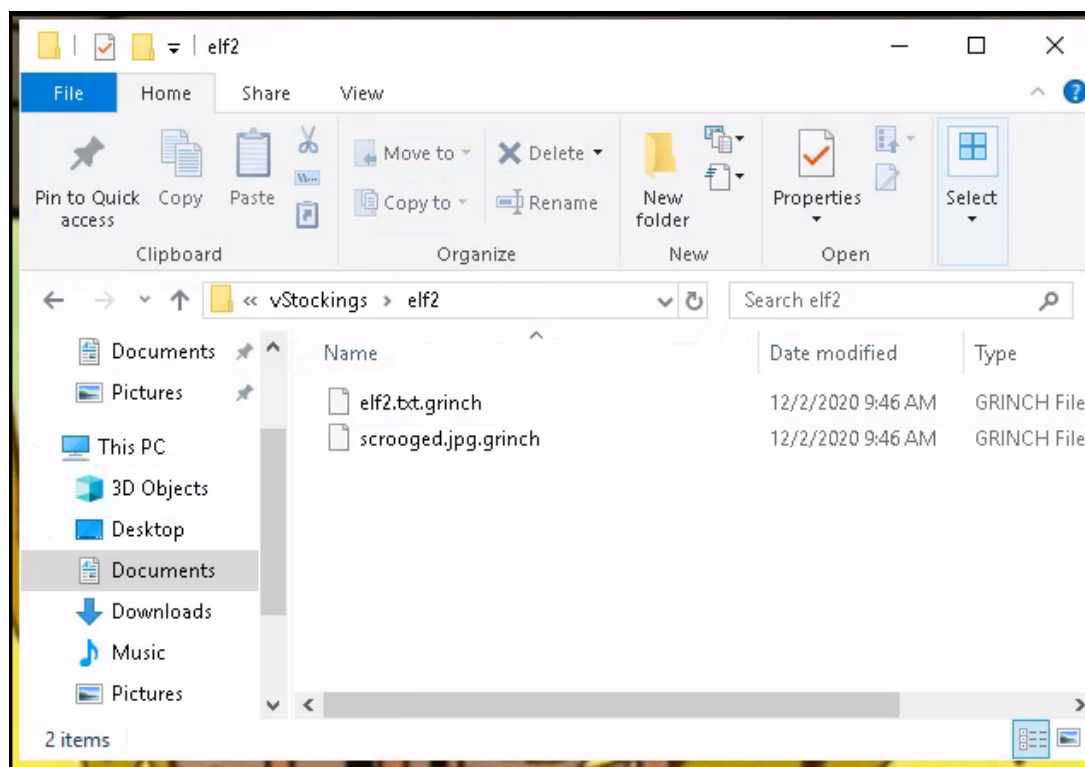 elf2
File Home Share View
Pin to Quick access Copy Paste
Move to Delete
Copy to Rename
New folder
Properties
Select
Clipboard Organize New Open
« vStockings › elf2 Search elf2
Documents
Pictures
This PC
3D Objects
Desktop
Documents
Downloads
Music
Pictures
Name Date modified Type
elf2.txt.grinch 12/2/2020 9:46 AM GRINCH File
scrooged.jpg.grinch 12/2/2020 9:46 AM GRINCH File
2 items